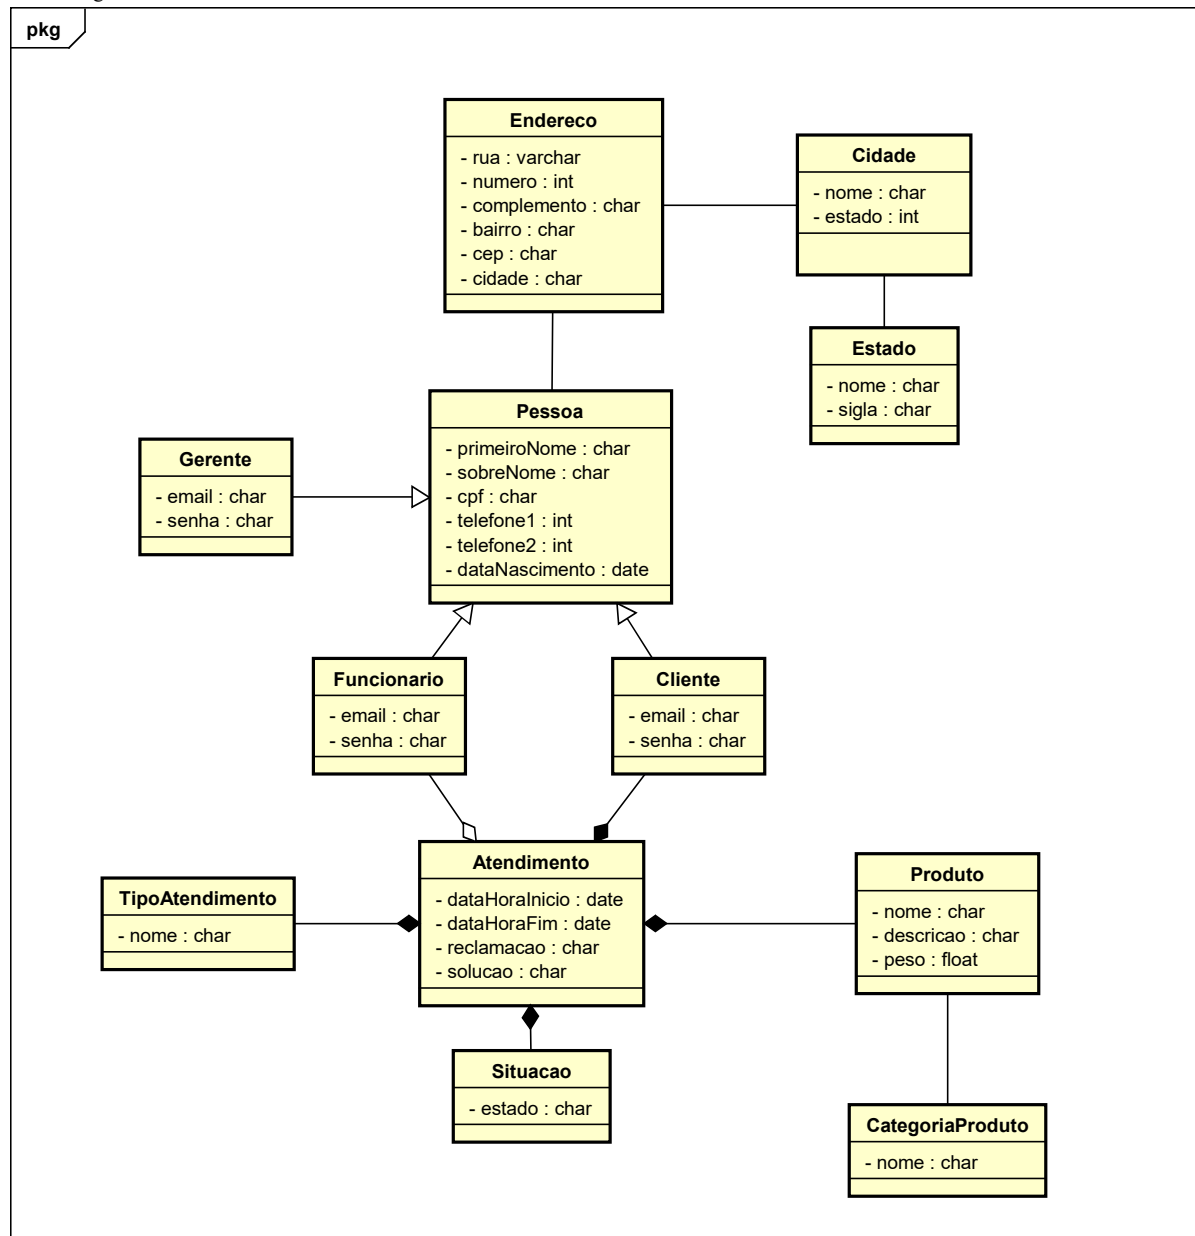 pkg
Endereco
- rua : varchar
- numero : int
- complemento : char
- bairro : char
- cep : char
- cidade : char
Cidade
- nome : char
- estado : int
Estado
- nome : char
- sigla : char
Pessoa
- primeiroNome : char
- sobreNome : char
- cpf : char
- telefone1 : int
- telefone2 : int
- dataNascimento : date
Gerente
- email : char
- senha : char
Funcionario
- email : char
- senha : char
Cliente
- email : char
- senha : char
Atendimento
- dataHoraInicio : date
- dataHoraFim : date
- reclamacao : char
- solucao : char
TipoAtendimento
- nome : char
Produto
- nome : char
- descricao : char
- peso : float
Situacao
- estado : char
CategoriaProduto
- nome : char